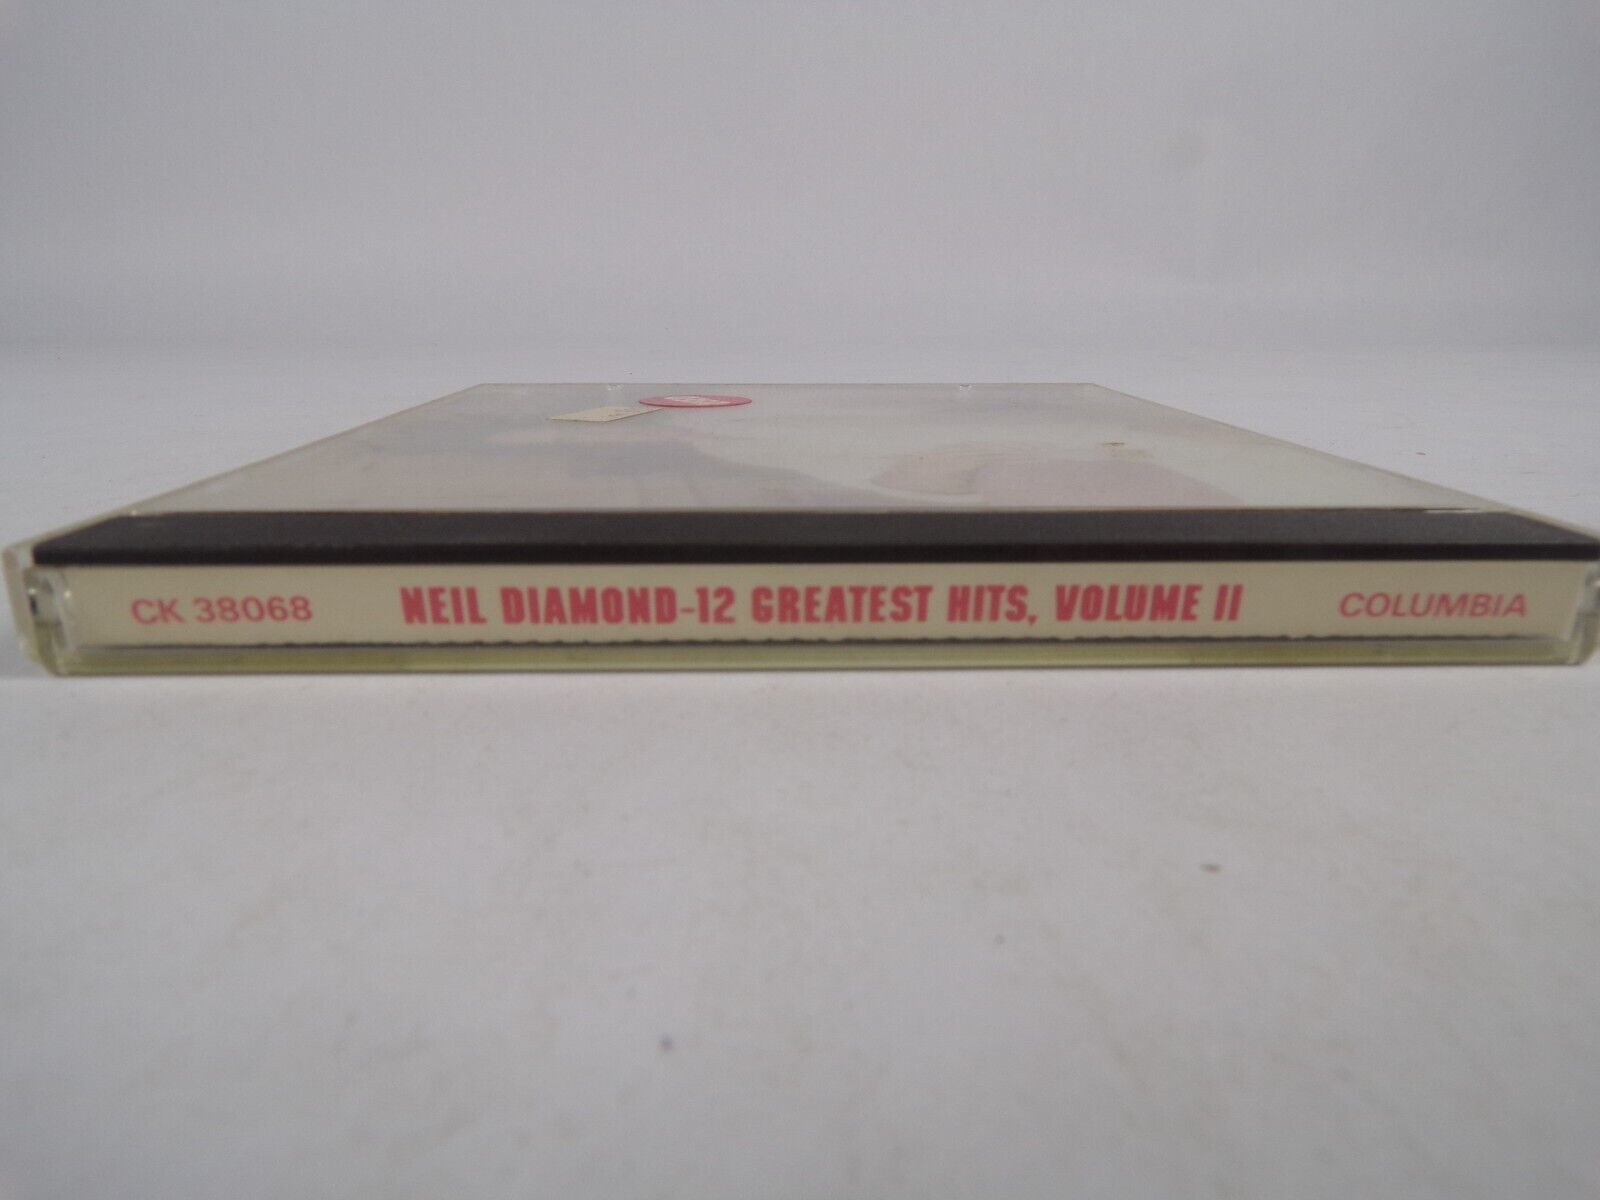 CK 38068 NEIL DIAMOND-12 GREATEST HITS, VOLUME II COLUMBIA